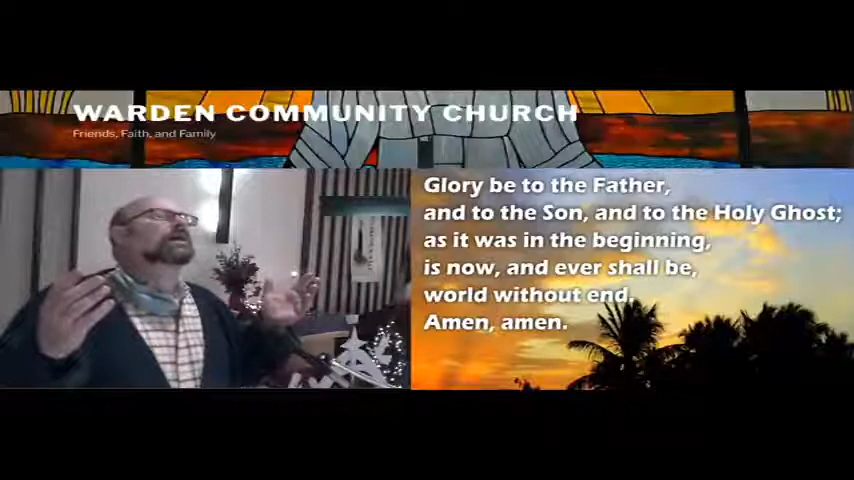 WARDEN COMMUNITY CHURCH
Friends, Faith, and Family
Glory be to the Father,
and to the Son, and to the Holy Ghost;
as it was in the beginning,
is now, and ever shall be,
world without end.
Amen, amen.